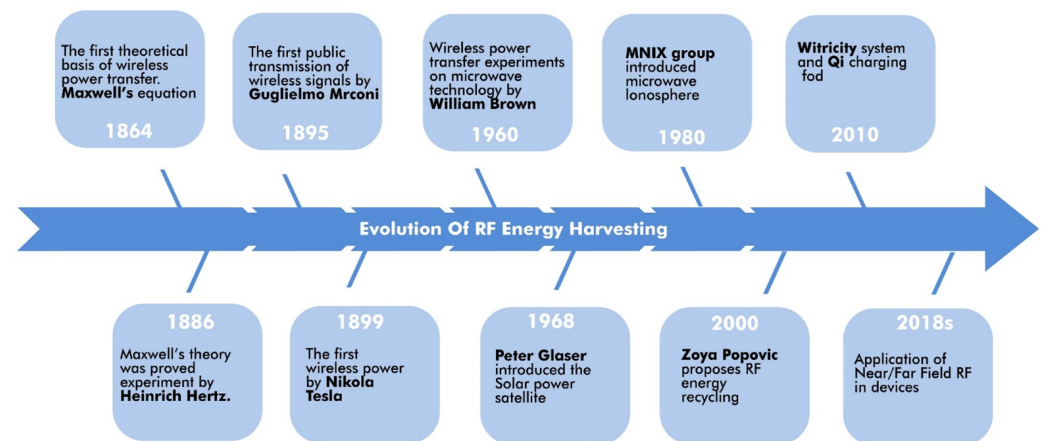 The first theoretical
basis of wireless
power transfer.
Maxwell's equation
1864
The first public
transmission of
wireless signals by
Guglielmo Mrconi
1895
Wireless power
transfer experiments
on microwave
technology by
William Brown
1960
MNIX group
introduced
microwave
Ionosphere
1980
Witricity system
and Qi charging
fod
2010
Evolution Of RF Energy Harvesting
1886
Maxwell's theory
was proved
experiment by
Heinrich Hertz.
1899
The first
wireless power
by Nikola
Tesla
1968
Peter Glaser
introduced the
Solar power
satellite
2000
Zoya Popovic
proposes RF
energy
recycling
2018s
Application of
Near/Far Field RF
in devices